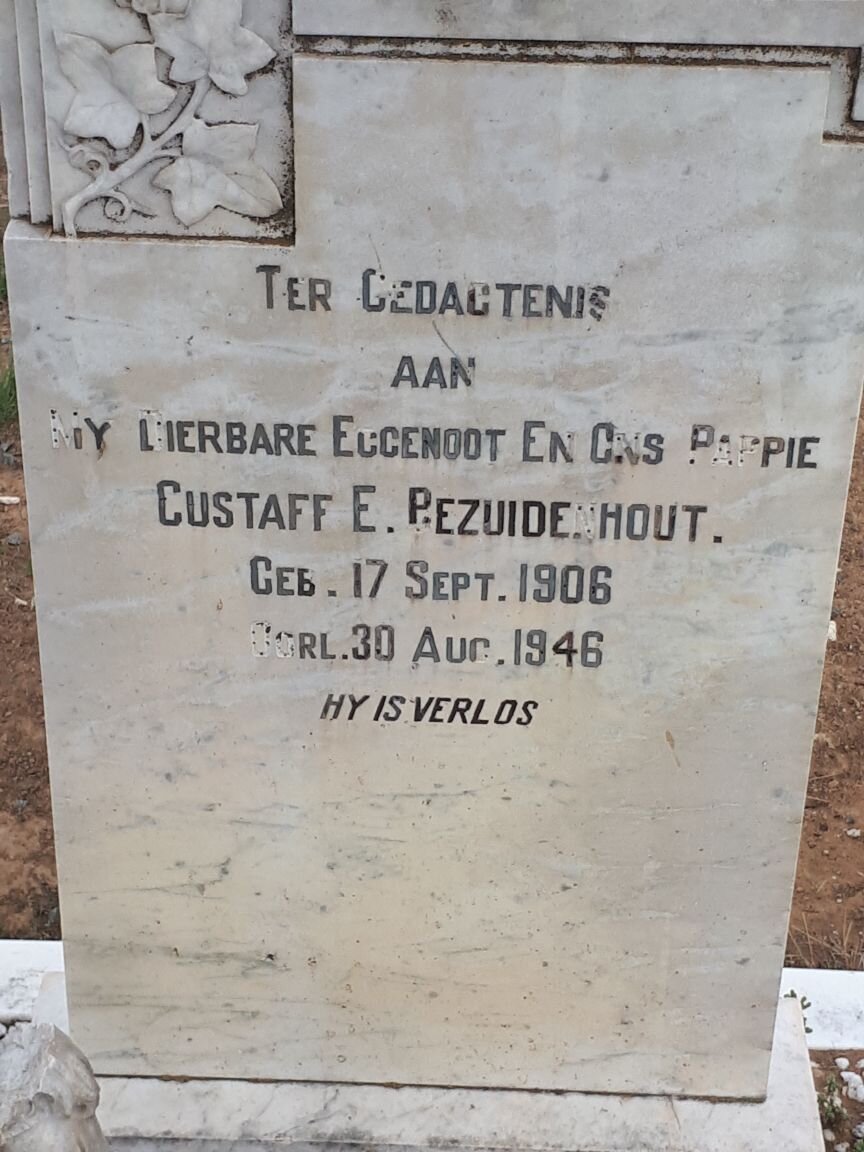 TER GEDACTENIS
AAN
MY DIERBARE EGGENOOT EN ONS PAPPIE
GUSTAFF E. BEZUIDENHOUT.
GEB. 17 SEPT. 1906
OORL. 30 AUG. 1946
HY IS VERLOS